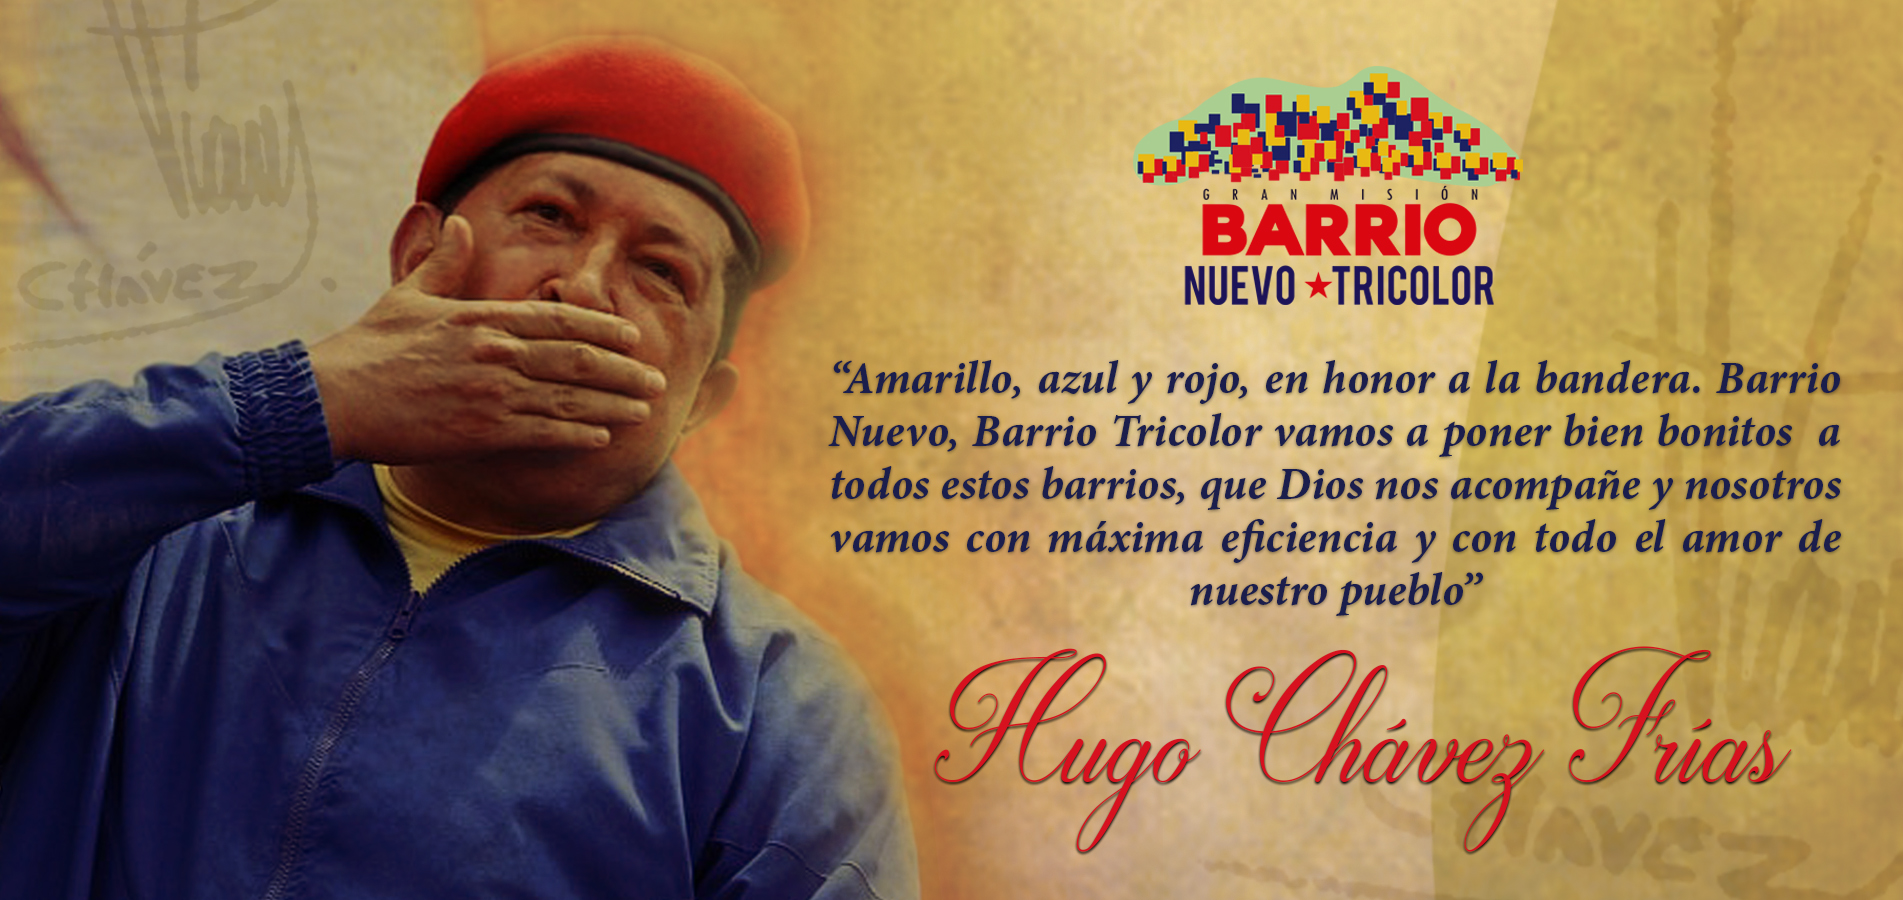 CHÁVEZ
GRAN MISIÓN
BARRIO
NUEVO TRICOLOR
“Amarillo, azul y rojo, en honor a la bandera. Barrio
Nuevo, Barrio Tricolor vamos a poner bien bonitos a
todos estos barrios, que Dios nos acompañe y nosotros
vamos con máxima eficiencia y con todo el amor de
nuestro pueblo”
Hugo Chávez Frías
CHÁVEZ